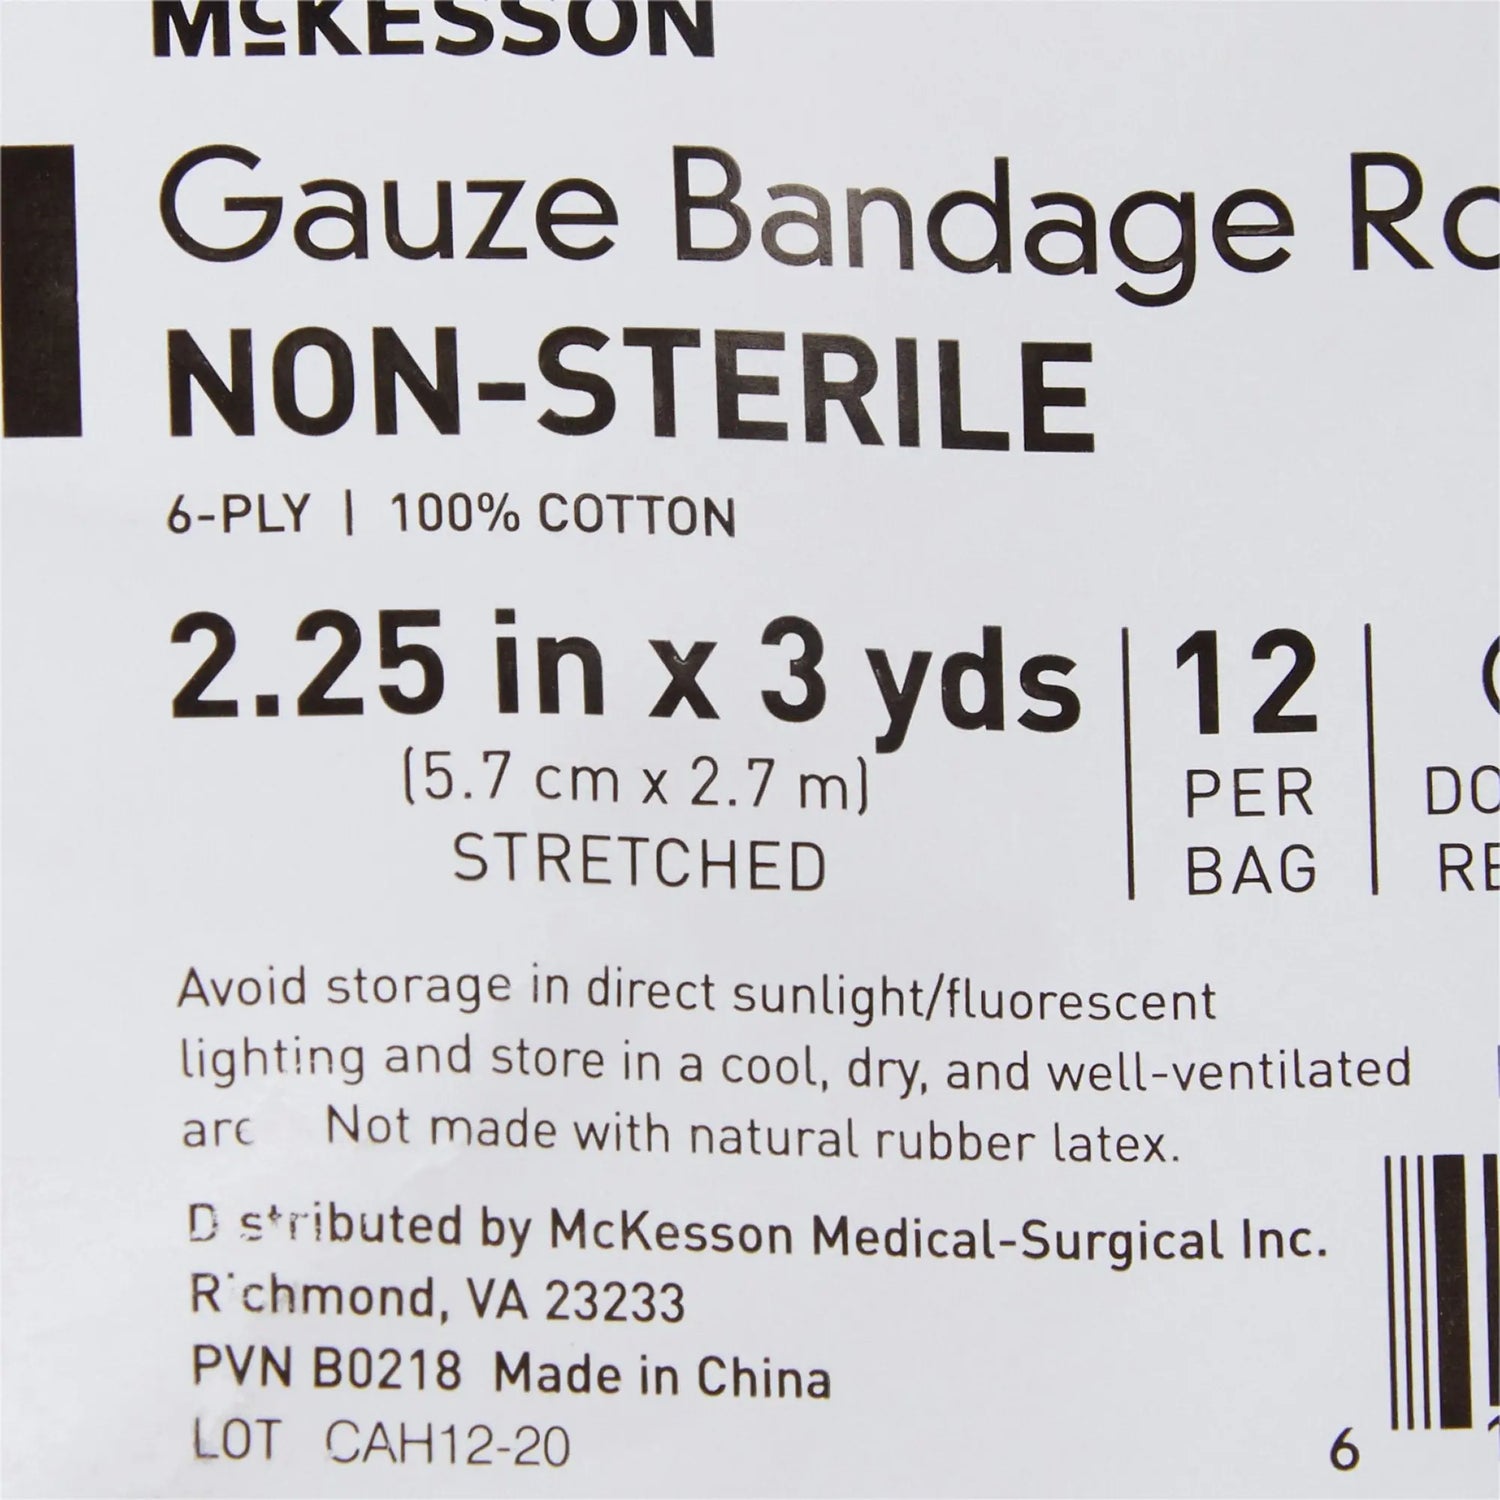 McKESSON
Gauze Bandage Ro
NON-STERILE
6-PLY | 100% COTTON
2.25 in x 3 yds
(5.7 cm x 2.7 m)
STRETCHED
12
PER
BAG
DO
RE
Avoid storage in direct sunlight/fluorescent
lighting and store in a cool, dry, and well-ventilated
Not made with natural rubber latex.
Distributed by McKesson Medical-Surgical Inc.
Richmond, VA 23233
PVN B0218 Made in China
LOT CAH12-20
6